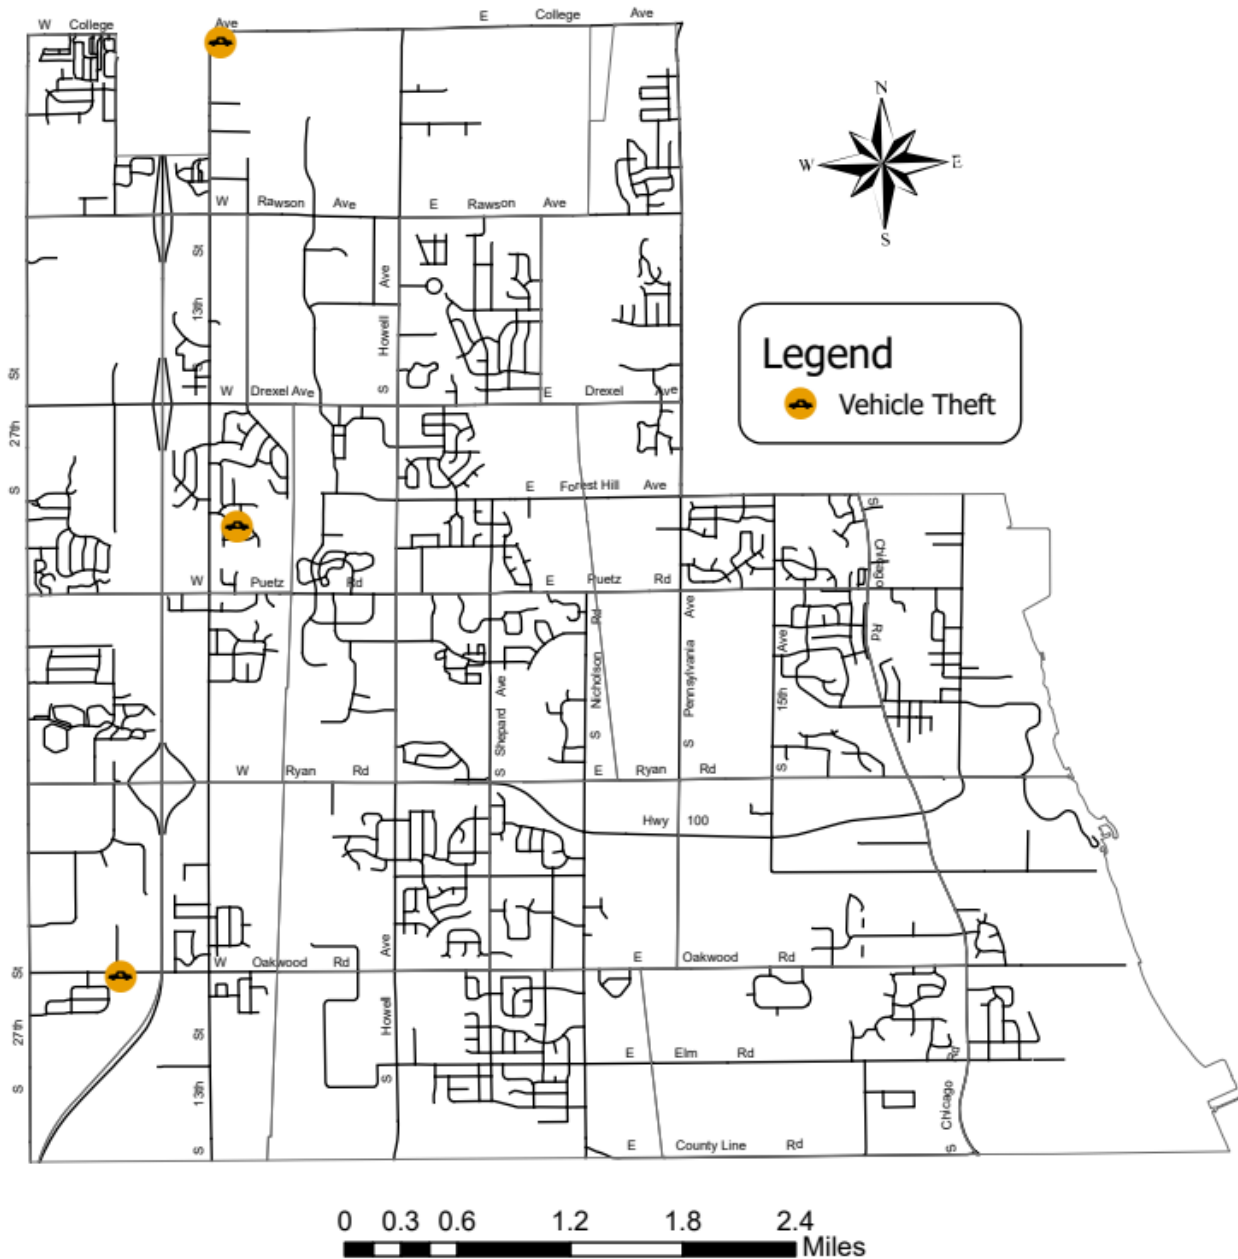 W College Ave E College Ave
N
W E
S
W Rawson Ave E Rawson Ave
S 13th St
S Howell Ave
Legend
Vehicle Theft
S 27th St
W Drexel Ave E Drexel Ave
E Forest Hill Ave
S Chicago Rd
W Puetz Rd E Puetz Rd
S Shepard Ave
S Nicholson Rd
S Pennsylvania Ave
S 15th Ave
W Ryan Rd E Ryan Rd
Hwy 100
W Oakwood Rd E Oakwood Rd
S 27th St
S 13th St
S Howell Ave
E Elm Rd
S Chicago Rd
E County Line Rd
0 0.3 0.6 1.2 1.8 2.4
Miles